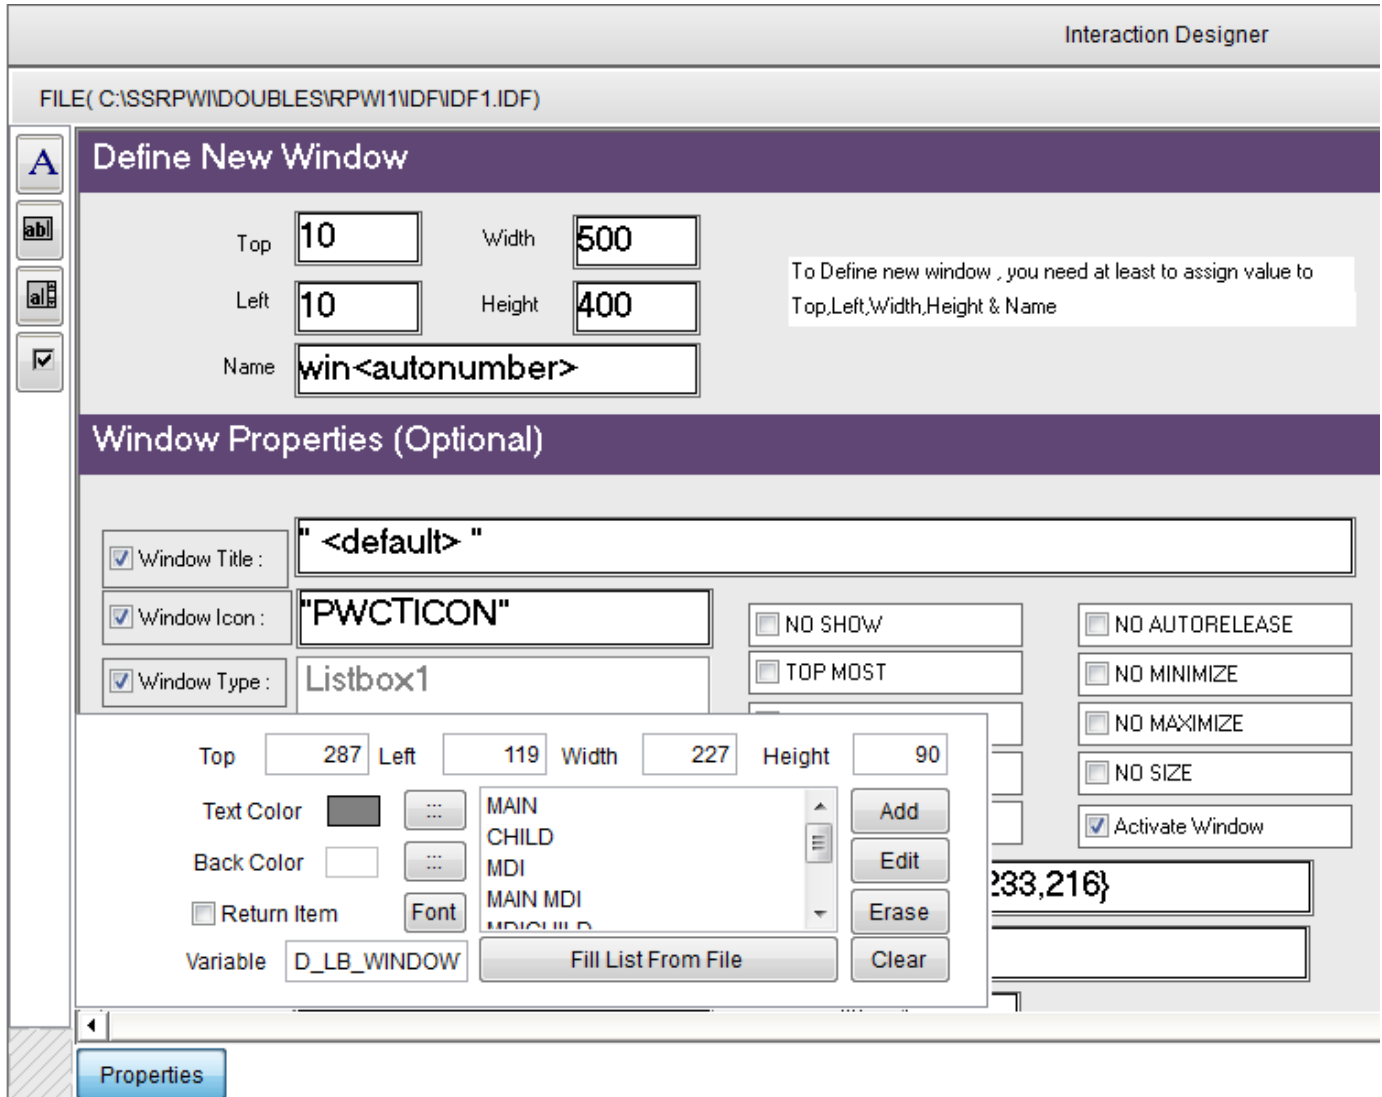 Interaction Designer
FILE( C:\SSRPWI\DOUBLES\RPWI1\IDF\IDF1.IDF)
A
Define New Window
abl
Top 10 Width 500
To Define new window , you need at least to assign value to
al
Left 10 Height 400
Top,Left,Width,Height & Name
Name win<autonumber>
Window Properties (Optional)
Window Title : " <default> "
Window Icon : "PWCTICON"
NO SHOW
NO AUTORELEASE
Window Type : Listbox1
TOP MOST
NO MINIMIZE
NO MAXIMIZE
Top 287 Left 119 Width 227 Height 90
NO SIZE
Text Color :::
MAIN
Add
CHILD
Activate Window
Back Color :::
MDI
Edit
MAIN MDI
233,216}
Return Item Font
MDICHILD
Erase
Variable D_LB_WINDOW
Fill List From File
Clear
Properties